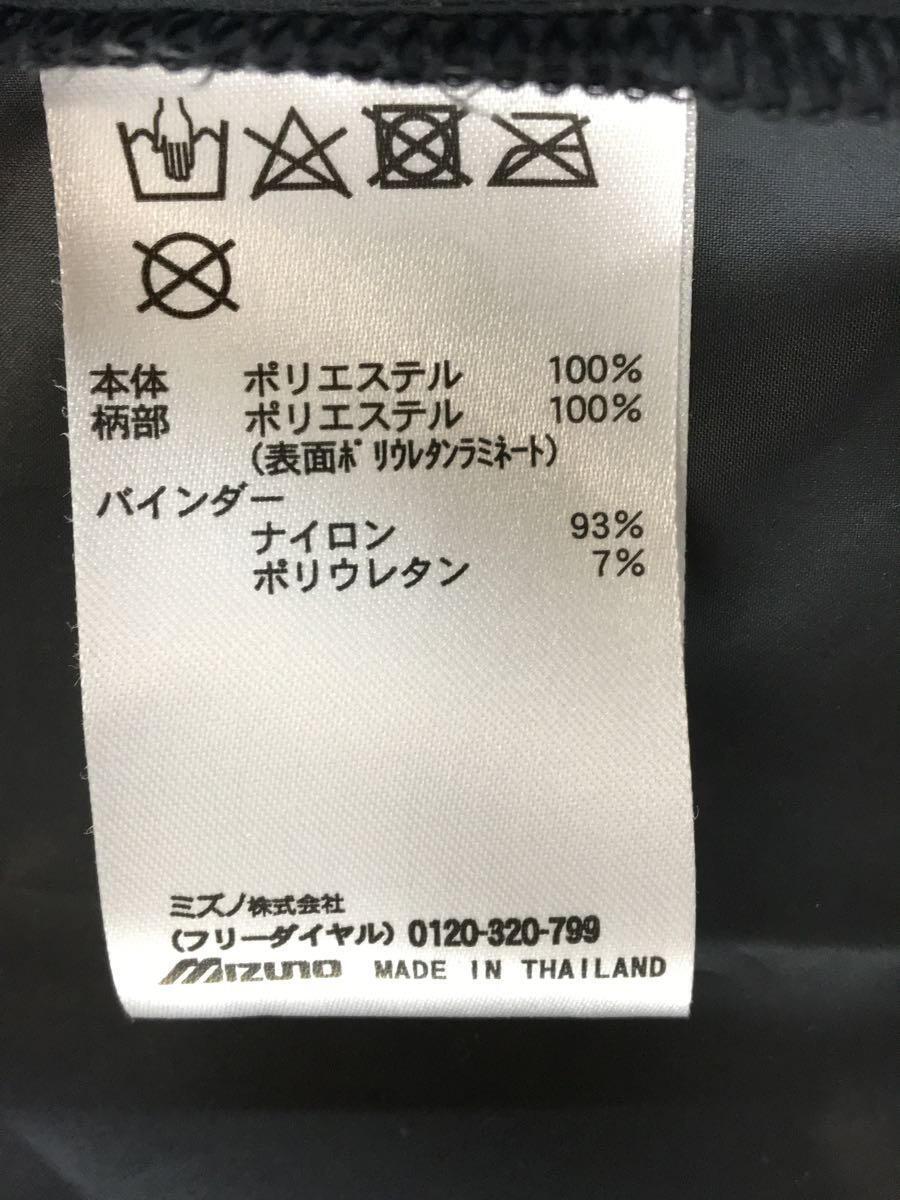 本体 ポリエステル 100%
柄部 ポリエステル 100%
(表面ﾎﾟﾘｳﾚﾀﾝﾗﾐﾈｰﾄ)
バインダー
ナイロン 93%
ポリウレタン 7%
ミズノ株式会社
(フリーダイヤル) 0120-320-799
MIZUNO MADE IN THAILAND